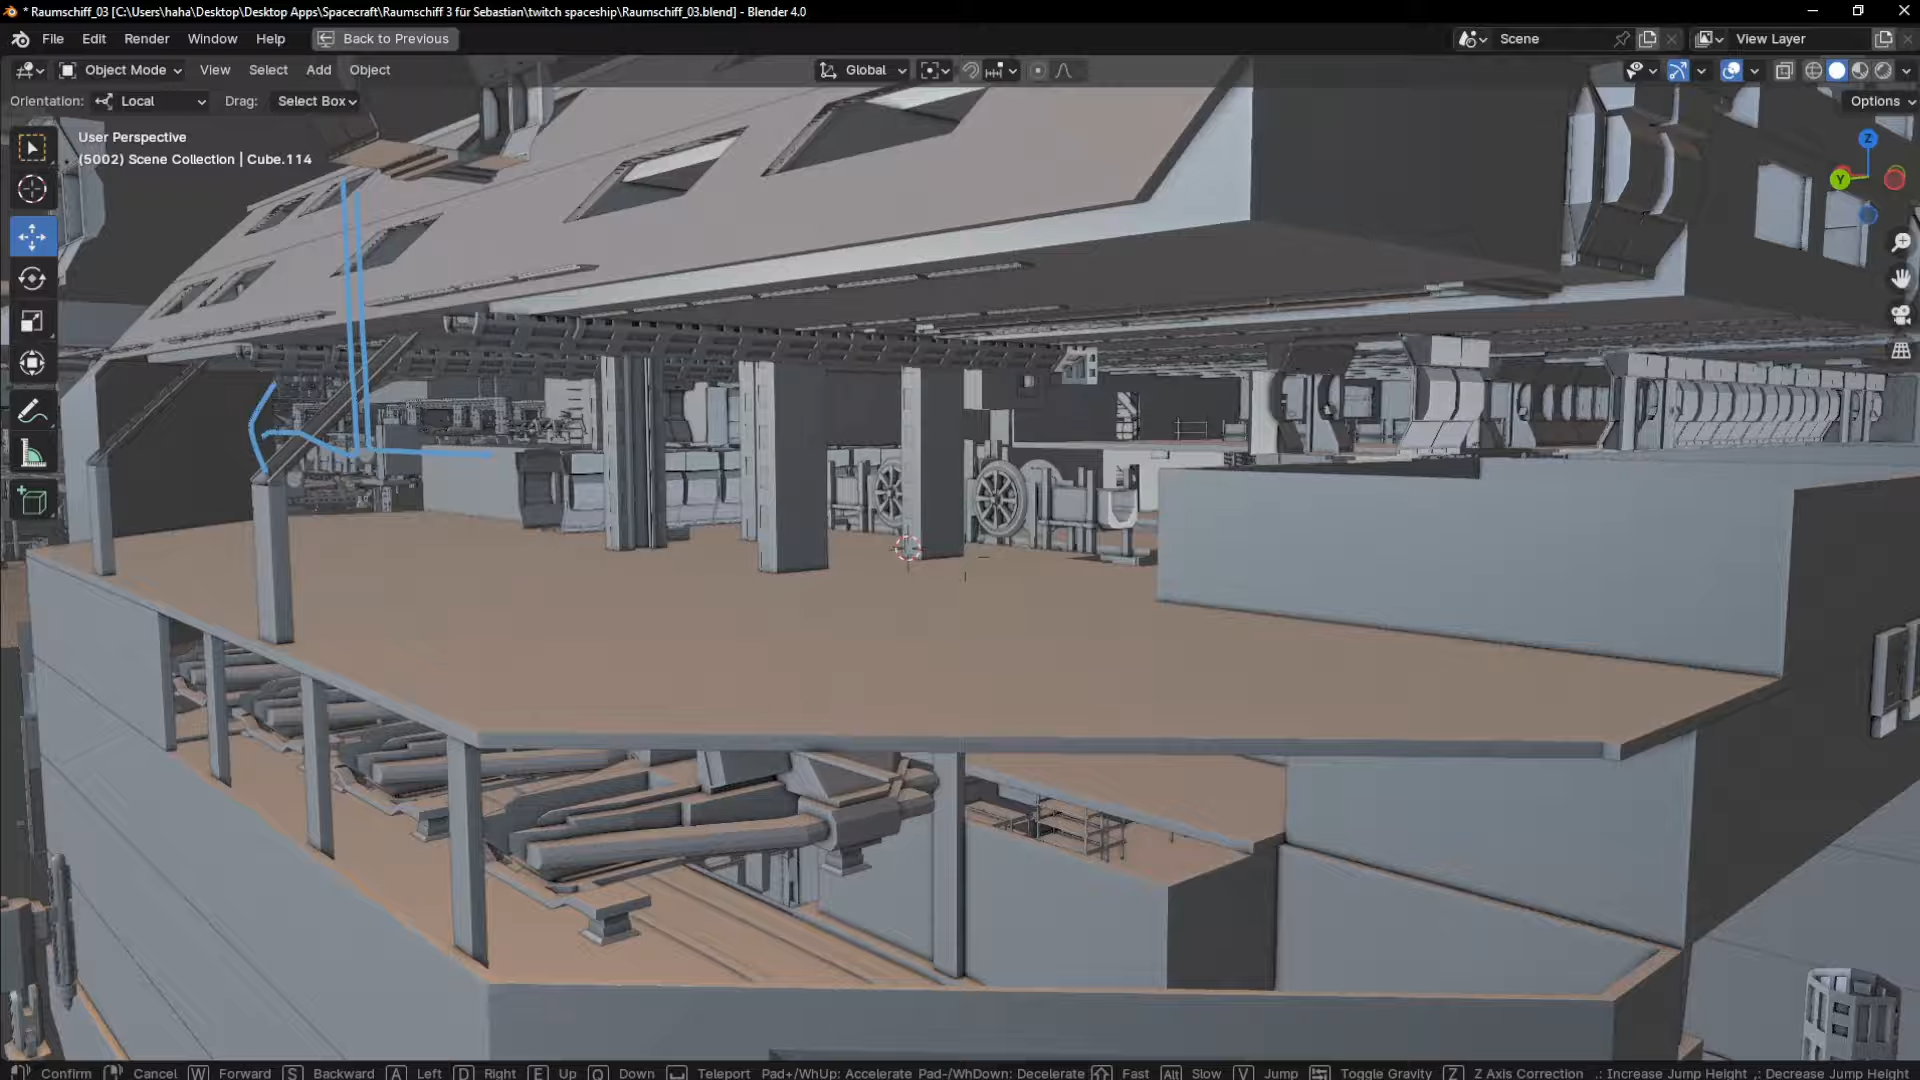 * Raumschiff_03 [C:\Users\haha\Desktop\Desktop Apps\Spacecraft\Raumschiff 3 für Sebastian\twitch spaceship\Raumschiff_03.blend] - Blender 4.0
File Edit Render Window Help Back to Previous Scene View Layer
Object Mode View Select Add Object Global
Orientation: Local Drag: Select Box Options
User Perspective
(5002) Scene Collection | Cube.114
Z
Y
Confirm Cancel W Forward S Backward A Left D Right E Up Q Down Teleport Pad+/WhUp: Accelerate Pad-/WhDown: Decelerate Fast Alt Slow V Jump Toggle Gravity Z Z Axis Correction .: Increase Jump Height ,: Decrease Jump Height